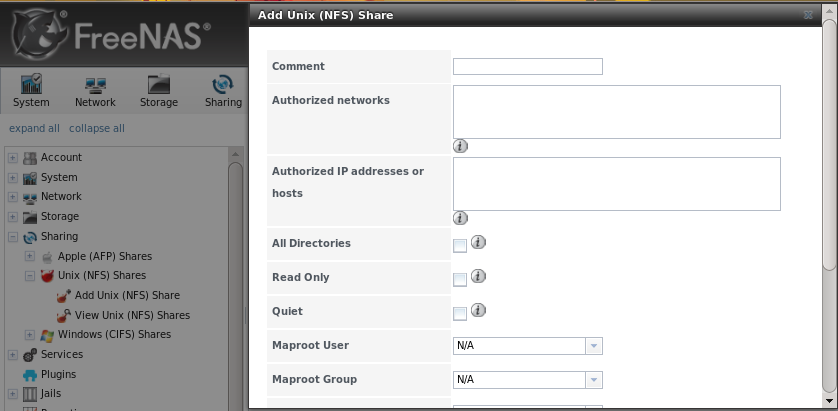 Add Unix (NFS) Share
FreeNAS®
System Network Storage Sharing
expand all collapse all
Account
System
Network
Storage
Sharing
Apple (AFP) Shares
Unix (NFS) Shares
Add Unix (NFS) Share
View Unix (NFS) Shares
Windows (CIFS) Shares
Services
Plugins
Jails
Comment
Authorized networks
Authorized IP addresses or
hosts
All Directories
Read Only
Quiet
Maproot User N/A
Maproot Group N/A